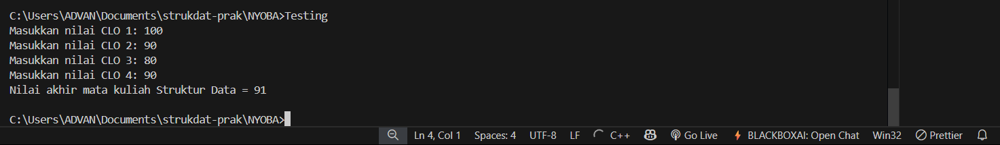 C:\Users\ADVAN\Documents\strukdat-prak\NYOBA>Testing
Masukkan nilai CLO 1: 100
Masukkan nilai CLO 2: 90
Masukkan nilai CLO 3: 80
Masukkan nilai CLO 4: 90
Nilai akhir mata kuliah Struktur Data = 91
C:\Users\ADVAN\Documents\strukdat-prak\NYOBA>
Ln 4, Col 1 Spaces: 4 UTF-8 LF C++ Go Live BLACKBOXAI: Open Chat Win32 Prettier